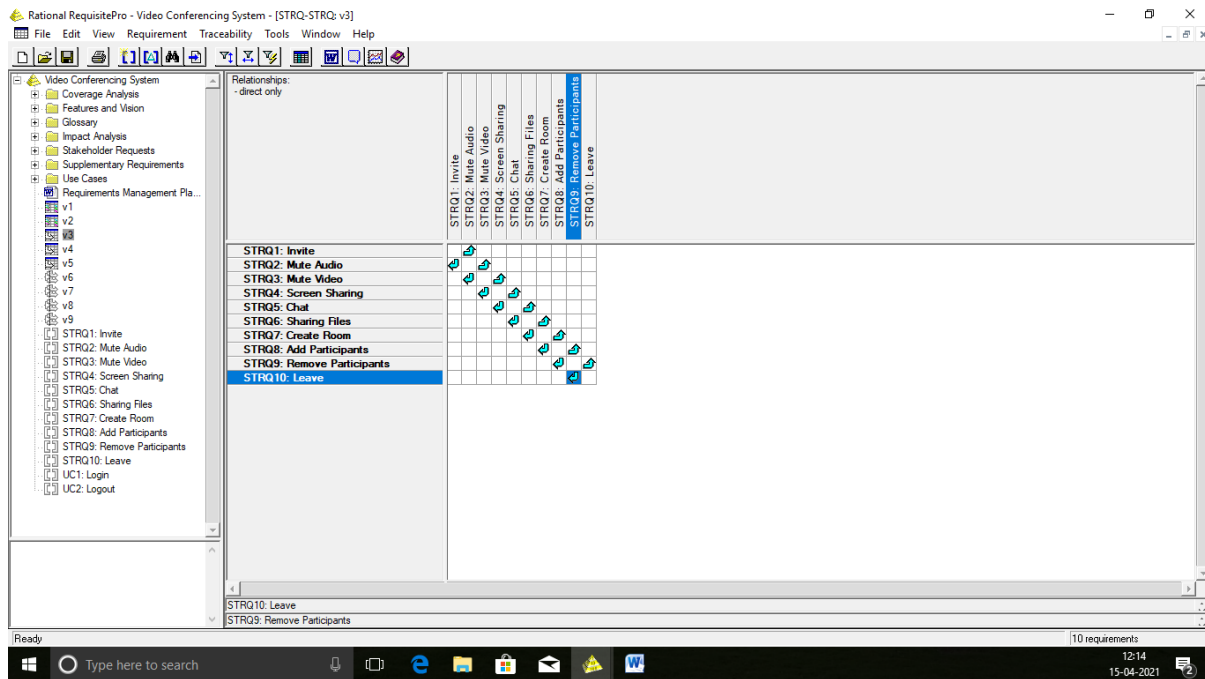 Rational RequisitePro - Video Conferencing System - [STRQ-STRQ: v3]
File Edit View Requirement Traceability Tools Window Help
Video Conferencing System
Coverage Analysis
Features and Vision
Glossary
Impact Analysis
Stakeholder Requests
Supplementary Requirements
Use Cases
Requirements Management Pla...
v1
v2
v3
v4
v5
v6
v7
v8
v9
STRQ1: Invite
STRQ2: Mute Audio
STRQ3: Mute Video
STRQ4: Screen Sharing
STRQ5: Chat
STRQ6: Sharing Files
STRQ7: Create Room
STRQ8: Add Participants
STRQ9: Remove Participants
STRQ10: Leave
UC1: Login
UC2: Logout
Relationships:
- direct only
STRQ1: Invite
STRQ2: Mute Audio
STRQ3: Mute Video
STRQ4: Screen Sharing
STRQ5: Chat
STRQ6: Sharing Files
STRQ7: Create Room
STRQ8: Add Participants
STRQ9: Remove Participants
STRQ10: Leave
STRQ1: Invite
STRQ2: Mute Audio
STRQ3: Mute Video
STRQ4: Screen Sharing
STRQ5: Chat
STRQ6: Sharing Files
STRQ7: Create Room
STRQ8: Add Participants
STRQ9: Remove Participants
STRQ10: Leave
STRQ10: Leave
STRQ9: Remove Participants
Ready
10 requirements
Type here to search
12:14
15-04-2021
2